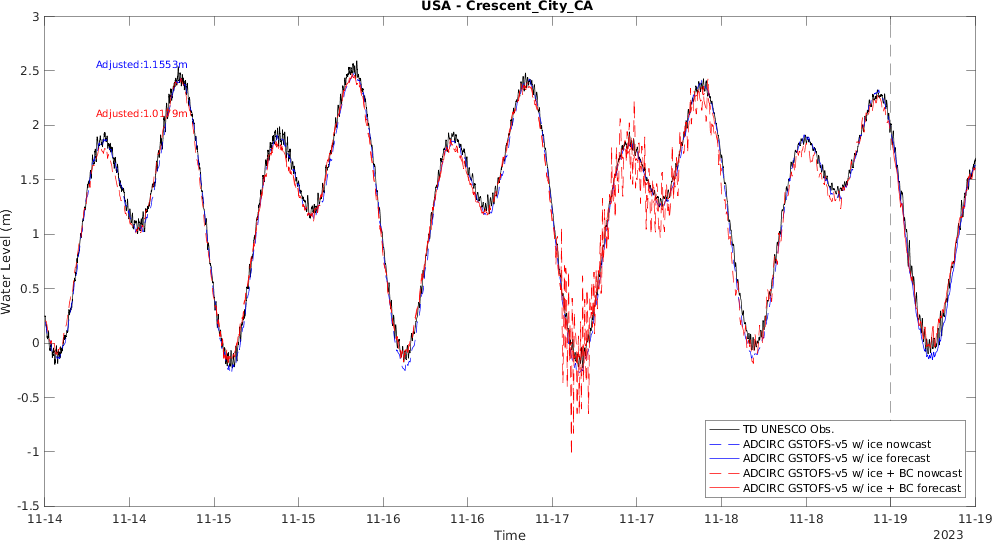 USA - Crescent_City_CA
3
2.5
2
1.5
1
0.5
0
-0.5
-1
-1.5
Water Level (m)
Adjusted:1.1553m
Adjusted:1.0179m
TD UNESCO Obs.
ADCIRC GSTOFS-v5 w/ ice nowcast
ADCIRC GSTOFS-v5 w/ ice forecast
ADCIRC GSTOFS-v5 w/ ice + BC nowcast
ADCIRC GSTOFS-v5 w/ ice + BC forecast
11-14 11-14 11-15 11-15 11-16 11-17 11-17 11-18 11-18 11-19 11-19
Time
2023